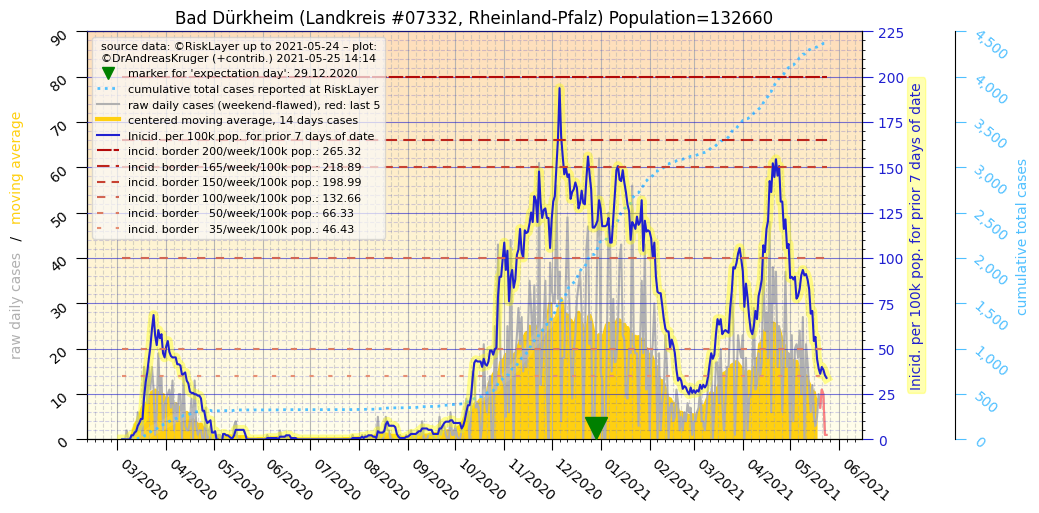 Bad Dürkheim (Landkreis #07332, Rheinland-Pfalz) Population=132660
source data: ©RiskLayer up to 2021-05-24 – plot:
©DrAndreasKruger (+contrib.) 2021-05-25 14:14
marker for 'expectation day': 29.12.2020
cumulative total cases reported at RiskLayer
raw daily cases (weekend-flawed), red: last 5
centered moving average, 14 days cases
Inicid. per 100k pop. for prior 7 days of date
incid. border 200/week/100k pop.: 265.32
incid. border 165/week/100k pop.: 218.89
incid. border 150/week/100k pop.: 198.99
incid. border 100/week/100k pop.: 132.66
incid. border   50/week/100k pop.: 66.33
incid. border   35/week/100k pop.: 46.43
raw daily cases / moving average
90
80
70
60
50
40
30
20
10
0
225
200
175
150
125
100
75
50
25
0
Inicid. per 100k pop. for prior 7 days of date
4,500
4,000
3,500
3,000
2,500
2,000
1,500
1,000
500
0
cumulative total cases
03/2020
04/2020
05/2020
06/2020
07/2020
08/2020
09/2020
10/2020
11/2020
12/2020
01/2021
02/2021
03/2021
04/2021
05/2021
06/2021